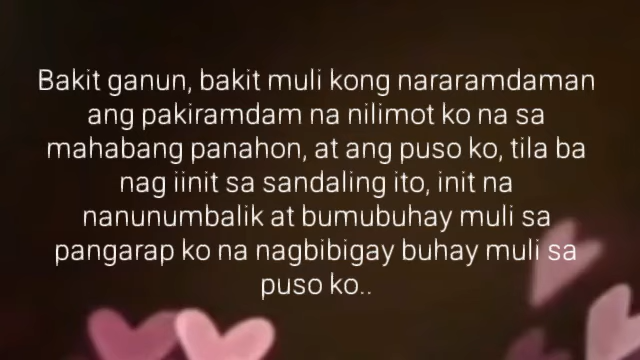 Bakit ganun, bakit muli kong nararamdaman
ang pakiramdam na nilimot ko na sa
mahabang panahon, at ang puso ko, tila ba
nag iinit sa sandaling ito, init na
nanunumbalik at bumubuhay muli sa
pangarap ko na nagbibigay buhay muli sa
puso ko..